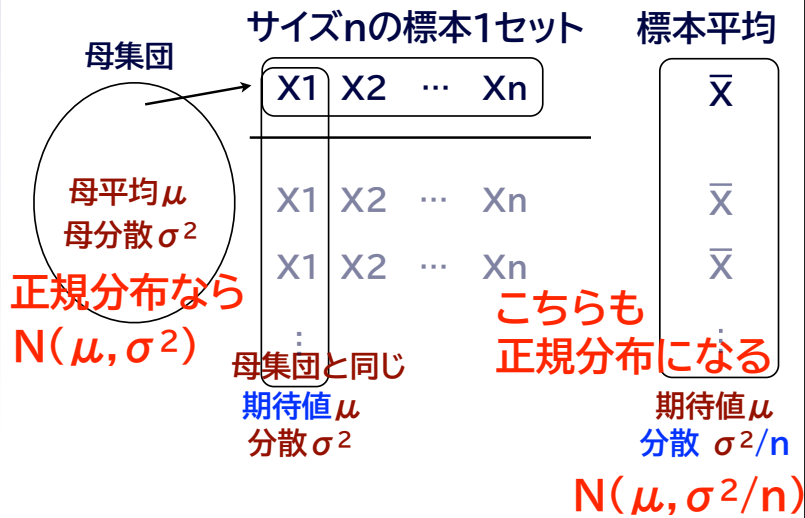 サイズnの標本1セット
標本平均
母集団
X1 X2 … Xn
X̅
母平均μ
母分散σ²
X1 X2 … Xn
X̅
X1 X2 … Xn
X̅
正規分布なら
N(μ,σ²)
こちらも
正規分布になる
⋮
⋮
母集団と同じ
期待値μ
分散σ²
期待値μ
分散 σ²/n
N(μ,σ²/n)